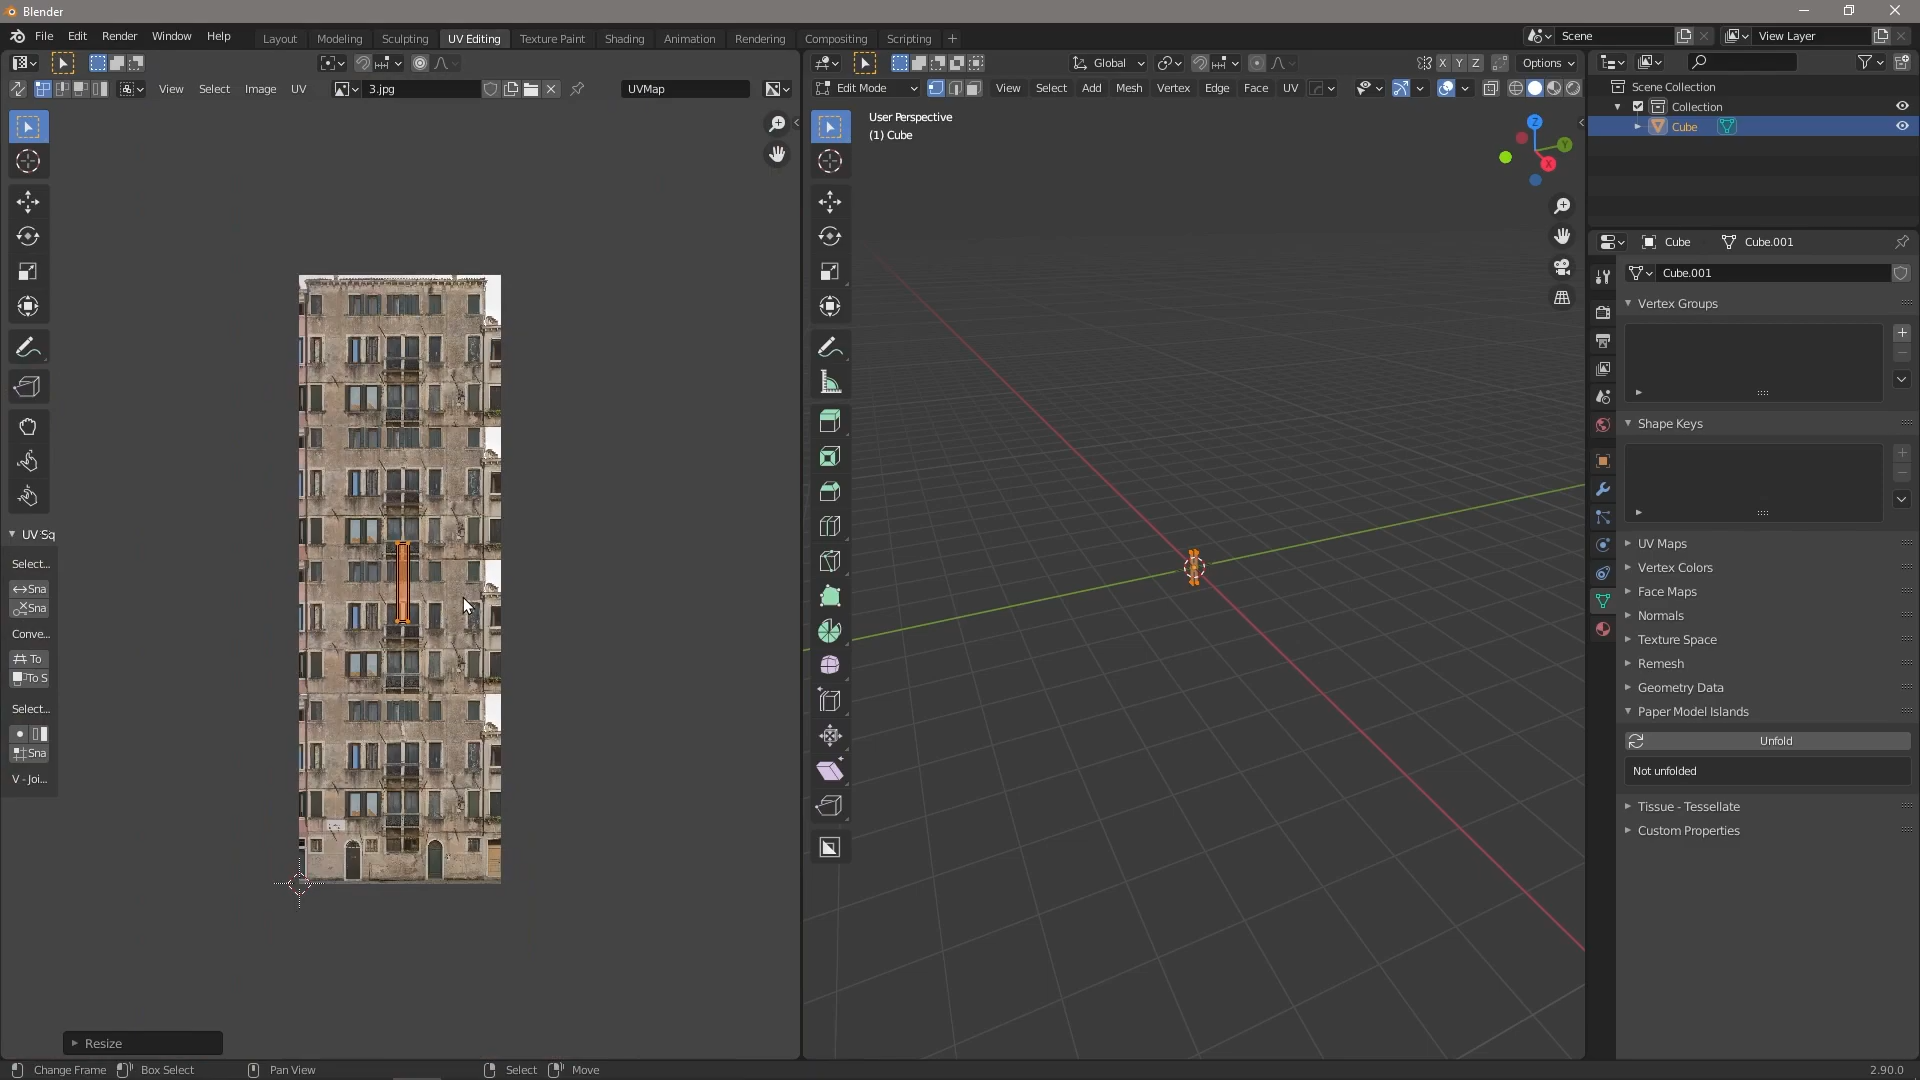 Blender
File Edit Render Window Help
Layout Modeling Sculpting UV Editing Texture Paint Shading Animation Rendering Compositing Scripting +
Scene
View Layer
Global
X Y Z
Options
View Select Image UV
3.jpg
UVMap
Edit Mode
View Select Add Mesh Vertex Edge Face UV
User Perspective
(1) Cube
Z
Y
X
Scene Collection
Collection
Cube
Cube
Cube.001
Cube.001
Vertex Groups
Shape Keys
UV Maps
Vertex Colors
Face Maps
Normals
Texture Space
Remesh
Geometry Data
Paper Model Islands
Unfold
Not unfolded
Tissue - Tessellate
Custom Properties
UV Sq
Select...
Sna
Sna
Conve...
To
To S
Select...
Sna
V - Joi...
Resize
Change Frame
Box Select
Pan View
Select
Move
2.90.0